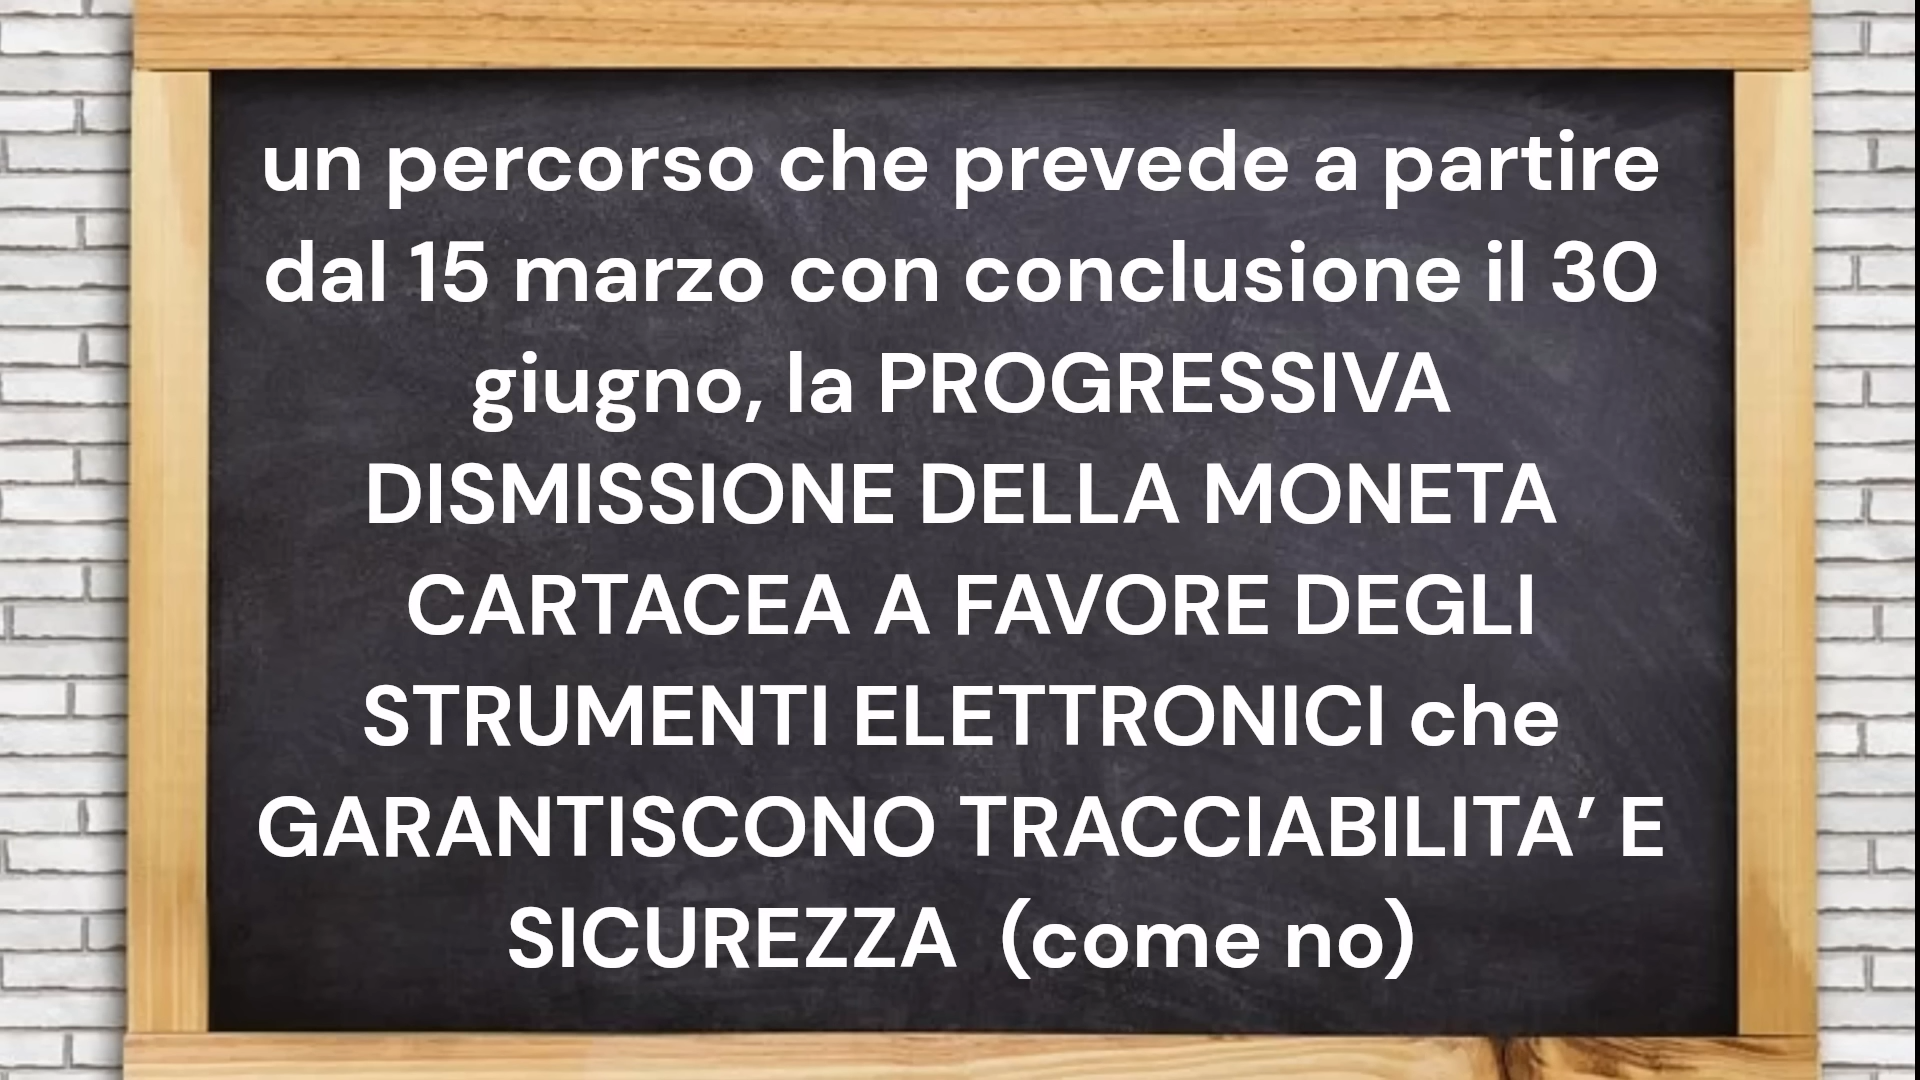 un percorso che prevede a partire
dal 15 marzo con conclusione il 30
giugno, la PROGRESSIVA
DISMISSIONE DELLA MONETA
CARTACEA A FAVORE DEGLI
STRUMENTI ELETTRONICI che
GARANTISCONO TRACCIABILITA’ E
SICUREZZA (come no)